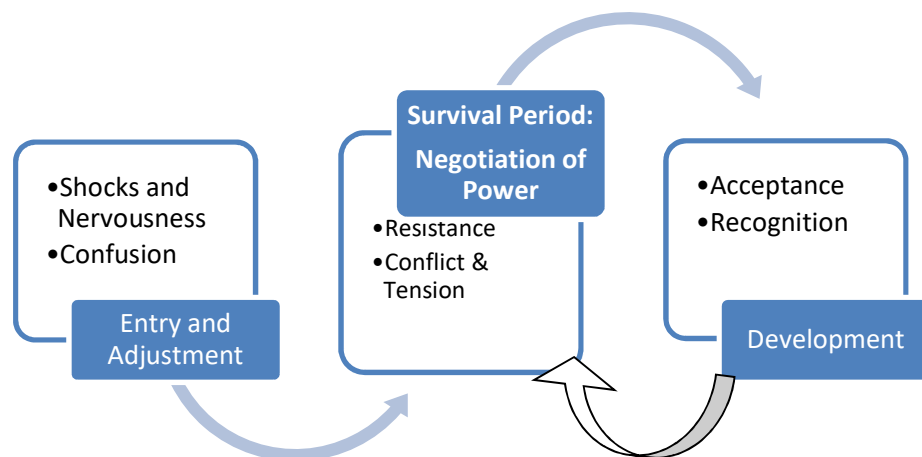 •Shocks and
Nervousness
•Confusion
Entry and
Adjustment
Survival Period:
Negotiation of
Power
•Resistance
•Conflict &
Tension
•Acceptance
•Recognition
Development